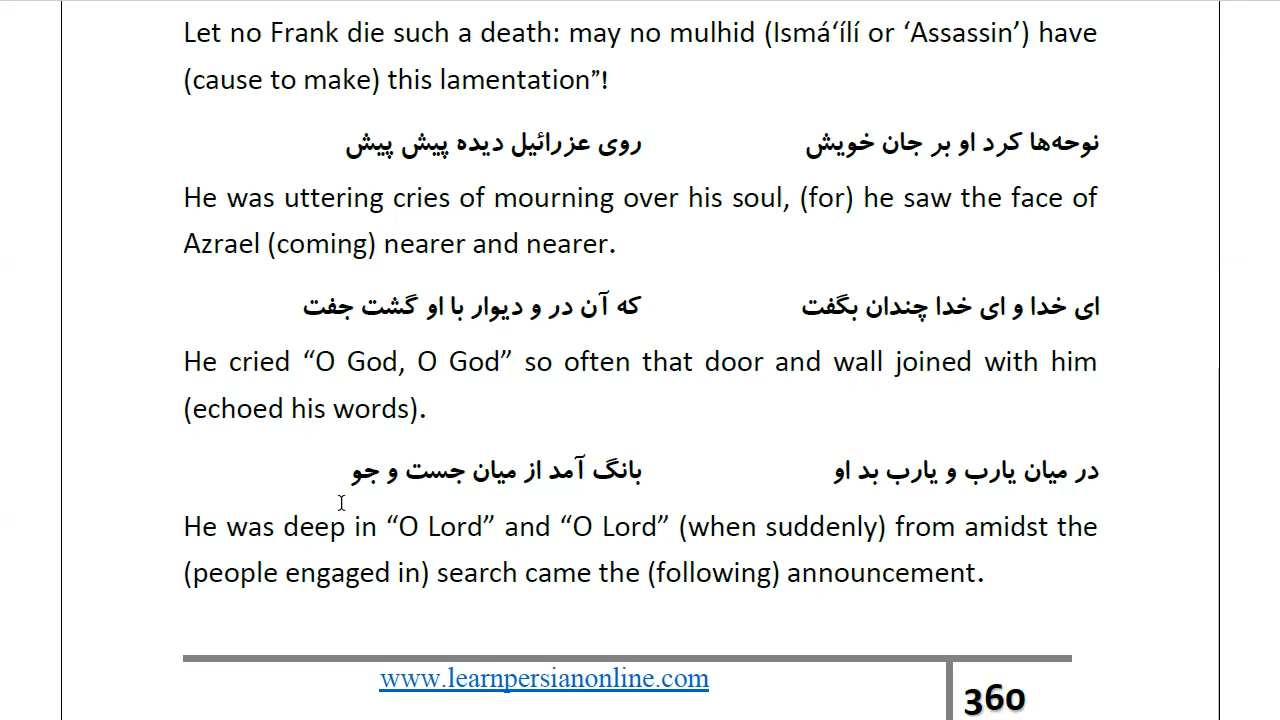 Let no Frank die such a death: may no mulhid (Ismá‘ílí or ‘Assassin’) have
(cause to make) this lamentation”!
نوحه‌ها کرد او بر جان خویش روی عزرائیل دیده پیش پیش
He was uttering cries of mourning over his soul, (for) he saw the face of
Azrael (coming) nearer and nearer.
ای خدا و ای خدا چندان بگفت که آن در و دیوار با او گشت جفت
He cried “O God, O God” so often that door and wall joined with him
(echoed his words).
در میان یارب و یارب بد او بانگ آمد از میان جست و جو
He was deep in “O Lord” and “O Lord” (when suddenly) from amidst the
(people engaged in) search came the (following) announcement.
www.learnpersianonline.com
360